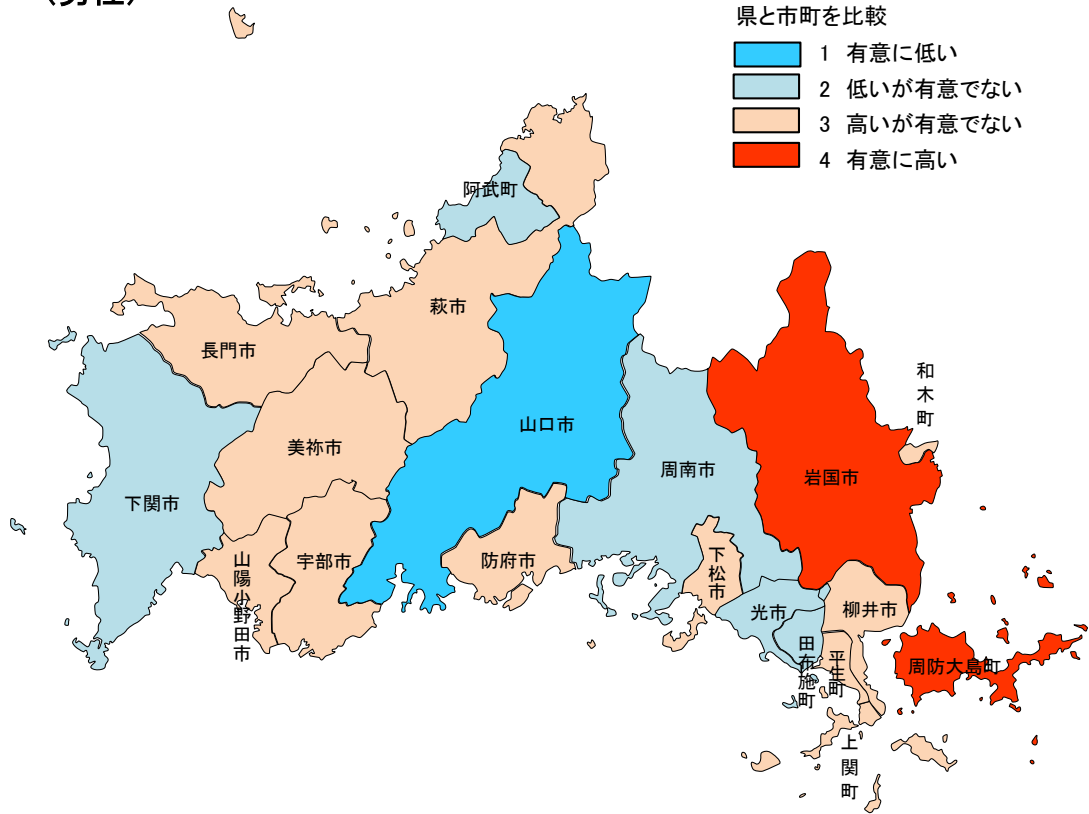 県と市町を比較
1 有意に低い
2 低いが有意でない
3 高いが有意でない
4 有意に高い
阿武町
萩市
長門市
和木町
山口市
美祢市
周南市
岩国市
下関市
宇部市
防府市
山陽小野田市
下松市
光市
柳井市
田布施町
平生町
周防大島町
上関町